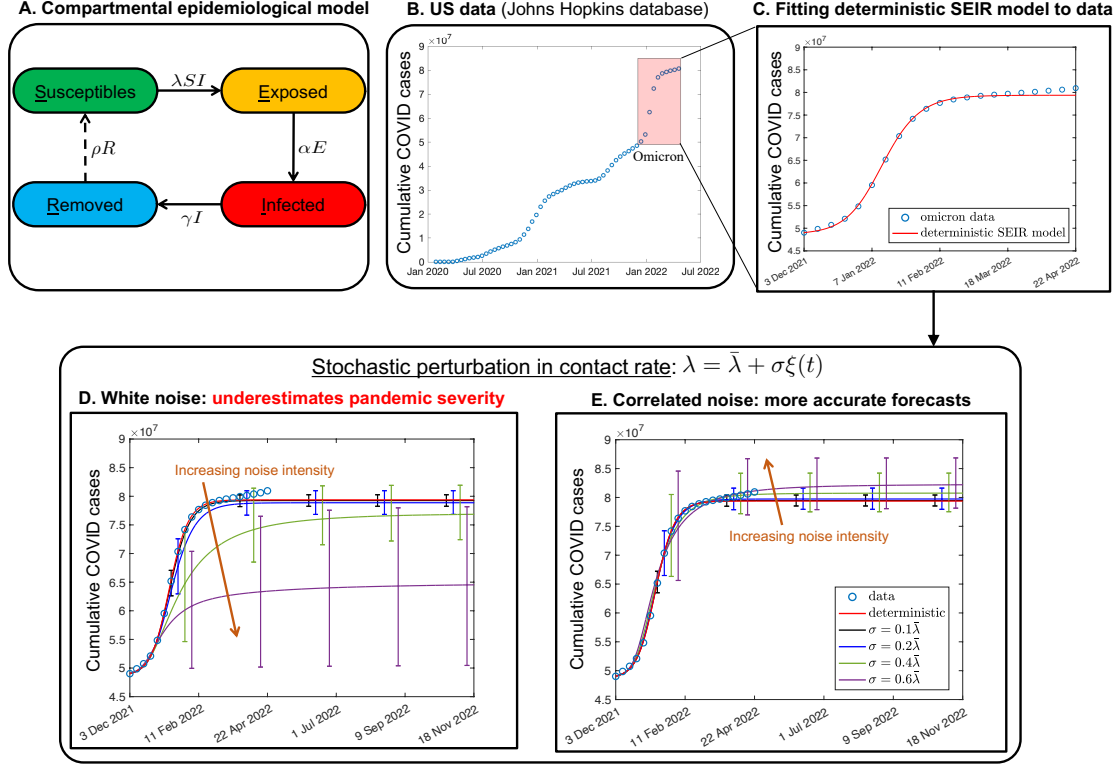 A. Compartmental epidemiological model
Susceptibles
λSI
Exposed
ρR
αE
Removed
γI
Infected
B. US data (Johns Hopkins database)
×10⁷
Cumulative COVID cases
9
8
7
6
5
4
3
2
1
0
Omicron
Jan 2020
Jul 2020
Jan 2021
Jul 2021
Jan 2022
Jul 2022
C. Fitting deterministic SEIR model to data
×10⁷
Cumulative COVID cases
9
8.5
8
7.5
7
6.5
6
5.5
5
4.5
omicron data
deterministic SEIR model
3 Dec 2021
7 Jan 2022
11 Feb 2022
18 Mar 2022
22 Apr 2022
Stochastic perturbation in contact rate: λ = λ̄ + σξ(t)
D. White noise: underestimates pandemic severity
×10⁷
Cumulative COVID cases
9
8.5
8
7.5
7
6.5
6
5.5
5
4.5
Increasing noise intensity
3 Dec 2021
11 Feb 2022
22 Apr 2022
1 Jul 2022
9 Sep 2022
18 Nov 2022
E. Correlated noise: more accurate forecasts
×10⁷
Cumulative COVID cases
9
8.5
8
7.5
7
6.5
6
5.5
5
4.5
Increasing noise intensity
data
deterministic
σ = 0.1λ̄
σ = 0.2λ̄
σ = 0.4λ̄
σ = 0.6λ̄
3 Dec 2021
11 Feb 2022
22 Apr 2022
1 Jul 2022
9 Sep 2022
18 Nov 2022